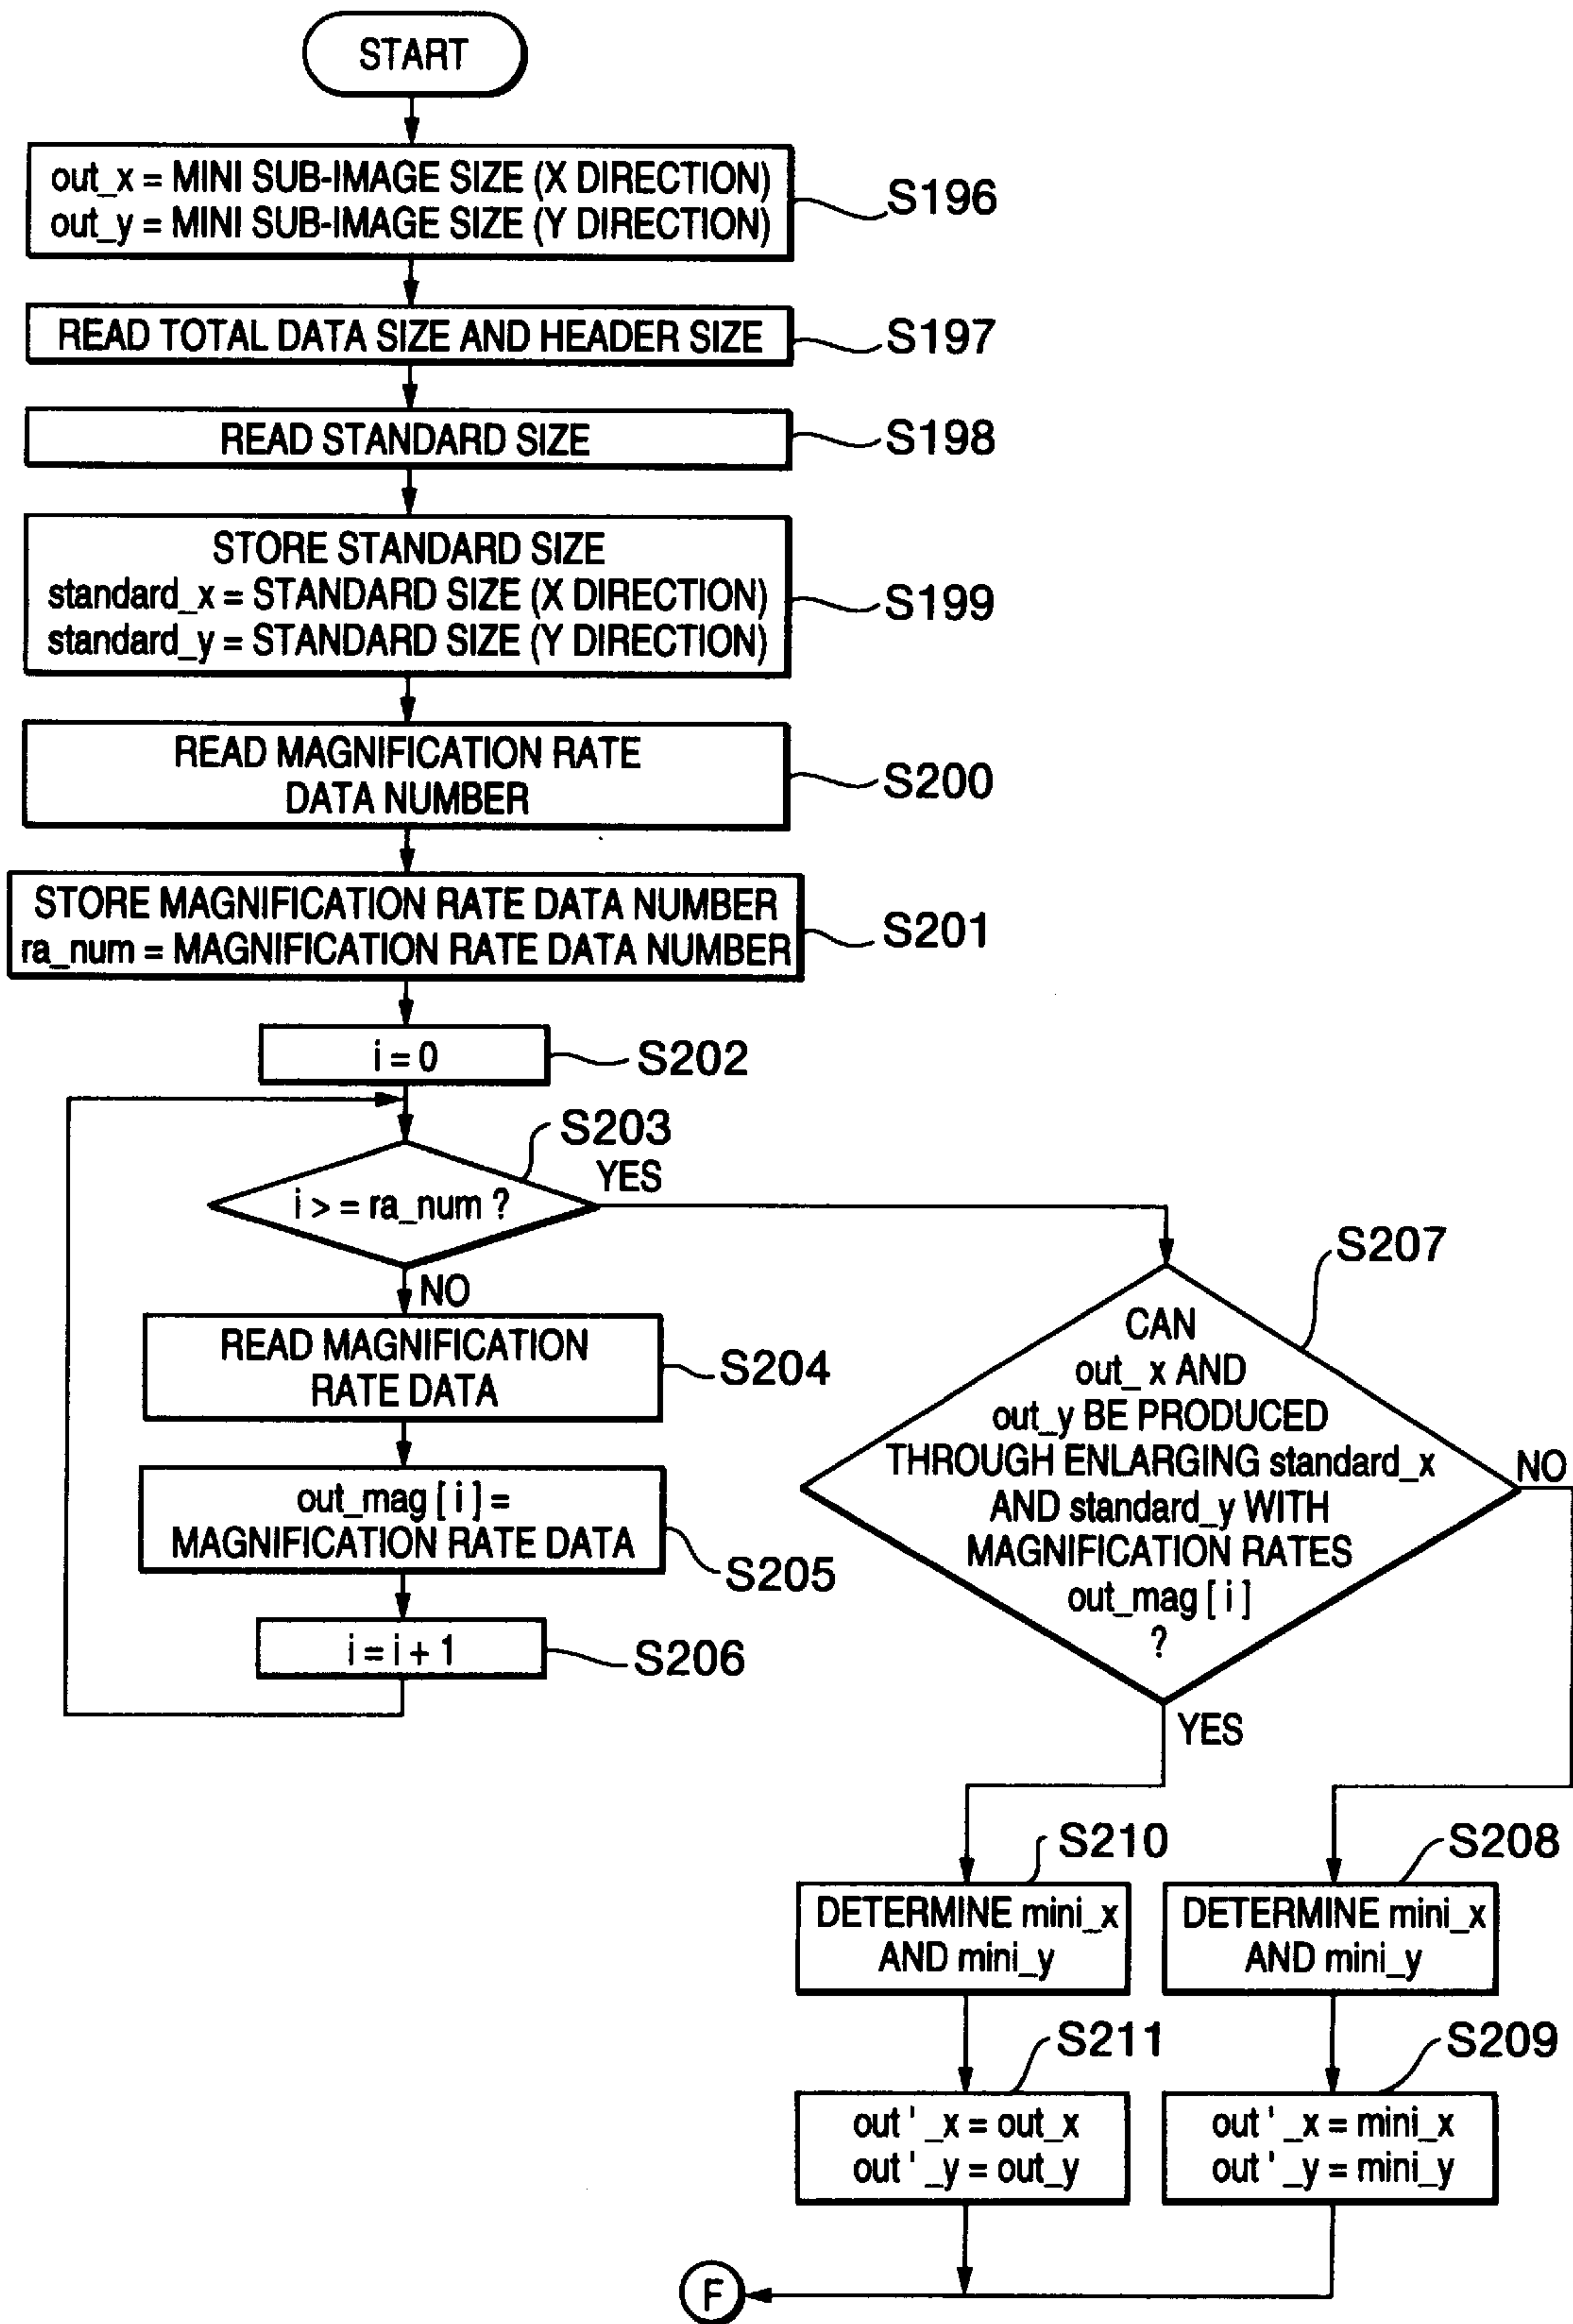 START
out_x = MINI SUB-IMAGE SIZE (X DIRECTION)
out_y = MINI SUB-IMAGE SIZE (Y DIRECTION)
S196
READ TOTAL DATA SIZE AND HEADER SIZE
S197
READ STANDARD SIZE
S198
STORE STANDARD SIZE
standard_x = STANDARD SIZE (X DIRECTION)
standard_y = STANDARD SIZE (Y DIRECTION)
S199
READ MAGNIFICATION RATE
DATA NUMBER
S200
STORE MAGNIFICATION RATE DATA NUMBER
ra_num = MAGNIFICATION RATE DATA NUMBER
S201
i = 0
S202
S203
i > = ra_num ?
YES
NO
READ MAGNIFICATION
RATE DATA
S204
out_mag [ i ] =
MAGNIFICATION RATE DATA
S205
i = i + 1
S206
S207
CAN
out_ x AND
out_y BE PRODUCED
THROUGH ENLARGING standard_x
AND standard_y WITH
MAGNIFICATION RATES
out_mag [ i ]
?
NO
YES
S210
DETERMINE mini_x
AND mini_y
S208
DETERMINE mini_x
AND mini_y
S211
out ' _x = out_x
out ' _y = out_y
S209
out ' _x = mini_x
out ' _y = mini_y
F